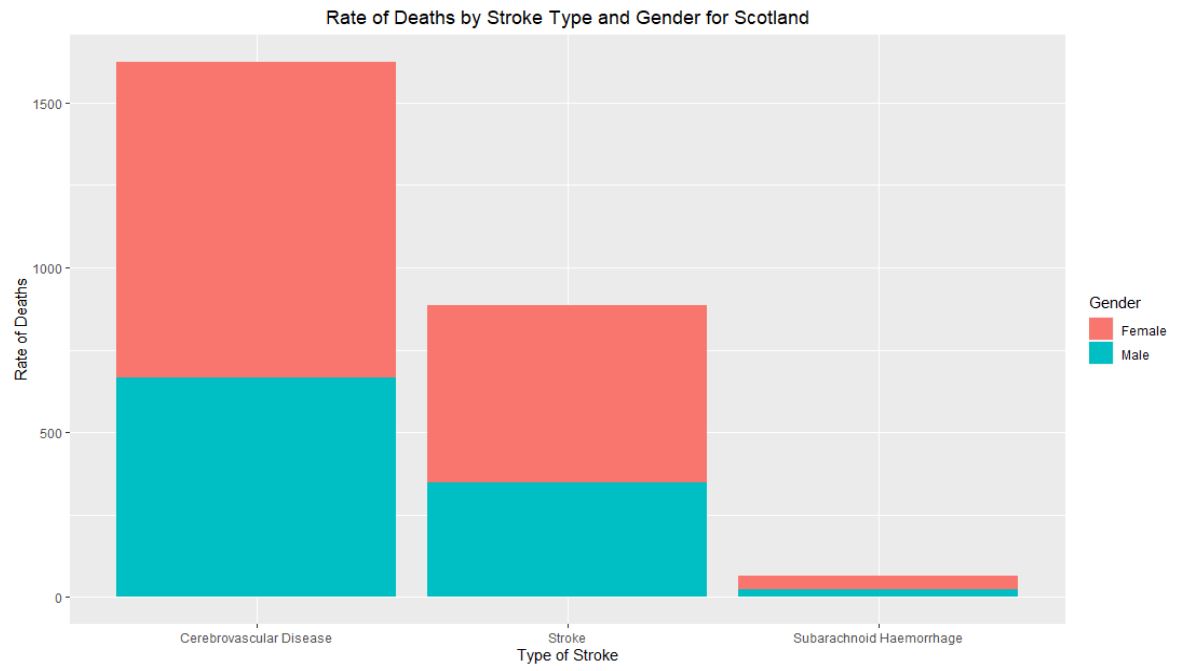 Rate of Deaths by Stroke Type and Gender for Scotland
Rate of Deaths
1500
1000
500
0
Cerebrovascular Disease
Stroke
Subarachnoid Haemorrhage
Type of Stroke
Gender
Female
Male